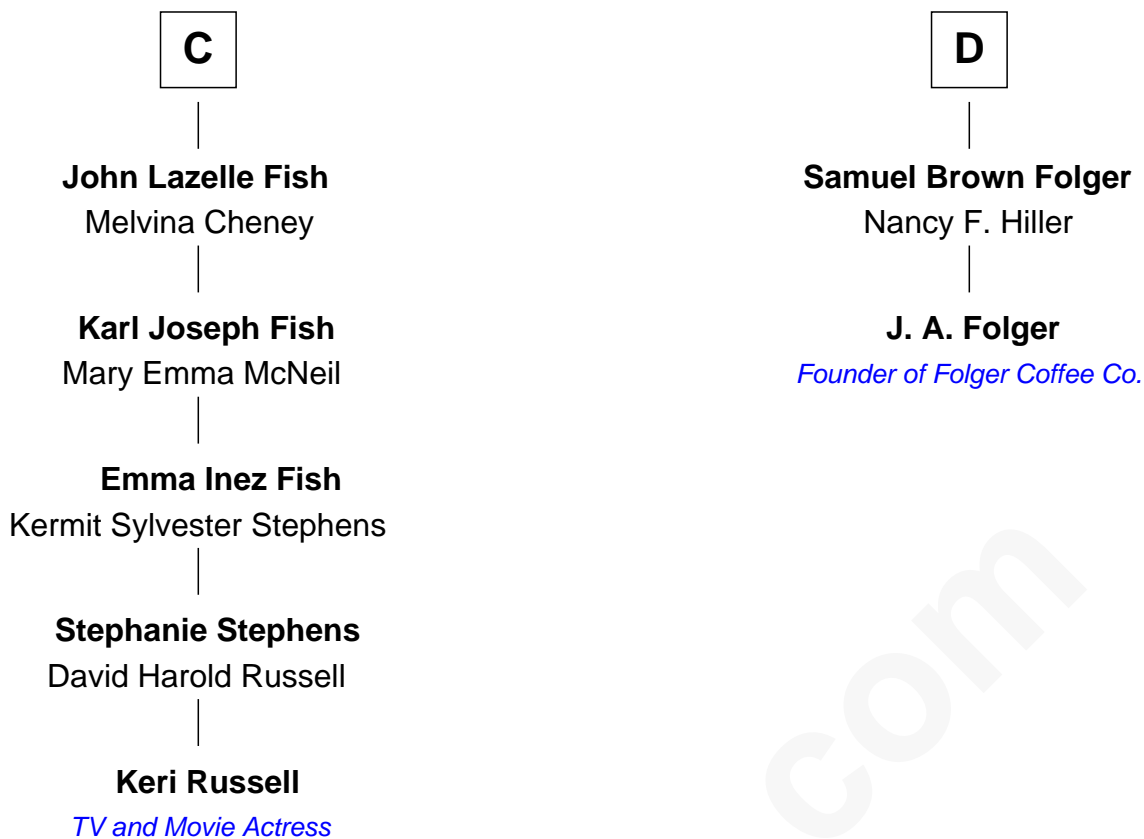 C
John Lazelle Fish
Melvina Cheney
Karl Joseph Fish
Mary Emma McNeil
Emma Inez Fish
Kermit Sylvester Stephens
Stephanie Stephens
David Harold Russell
Keri Russell
TV and Movie Actress
D
Samuel Brown Folger
Nancy F. Hiller
J. A. Folger
Founder of Folger Coffee Co.
com